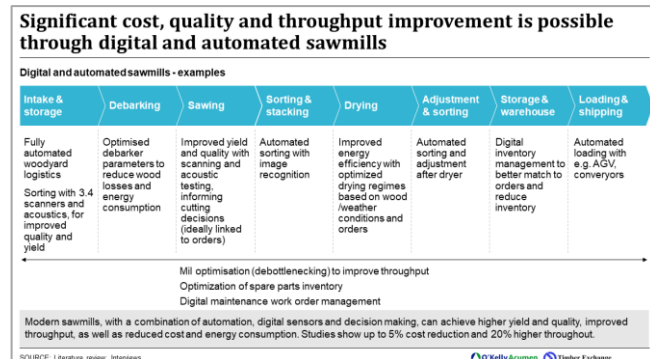 Significant cost, quality and throughput improvement is possible
through digital and automated sawmills
Digital and automated sawmills - examples
Intake &
storage
Debarking
Sawing
Sorting &
stacking
Drying
Adjustment
& sorting
Storage &
warehouse
Loading &
shipping
Fully
automated
woodyard
logistics
Sorting with 3.4
scanners and
acoustics, for
improved
quality and
yield
Optimised
debarker
parameters to
reduce wood
losses and
energy
consumption
Improved yield
and quality with
scanning and
acoustic
testing,
informing
cutting
decisions
(ideally linked
to orders)
Automated
sorting with
image
recognition
Improved
energy
efficiency with
optimized
drying regimes
based on wood
/weather
conditions and
orders
Automated
sorting and
adjustment
after dryer
Digital
inventory
management to
better match to
orders and
reduce
inventory
Automated
loading with
e.g. AGV,
converyors
Mil optimisation (debottlenecking) to improve throughput
Optimization of spare parts inventory
Digital maintenance work order management
Modern sawmills, with a combination of automation, digital sensors and decision making, can achieve higher yield and quality, improved
throughput, as well as reduced cost and energy consumption. Studies show up to 5% cost reduction and 20% higher throughput.
SOURCE: Literature review, Interviews
O'Kelly Acumen
Timber Exchange